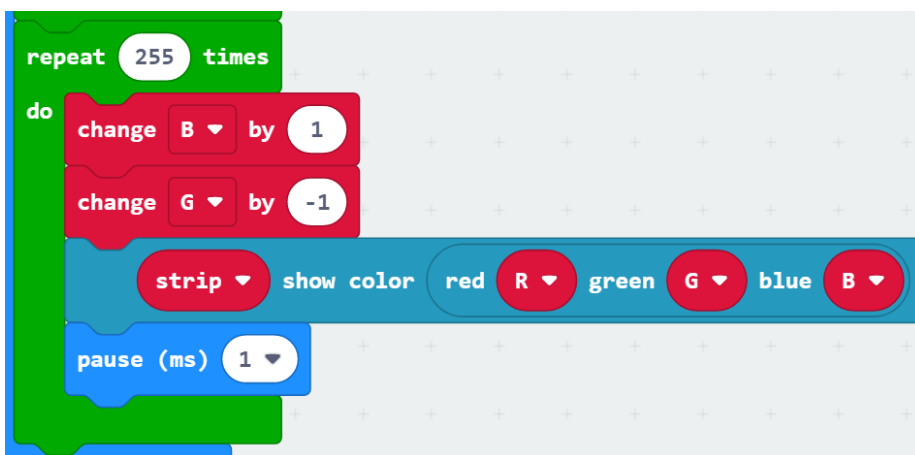 repeat 255 times
do
change B by 1
change G by -1
strip show color red R green G blue B
pause (ms) 1